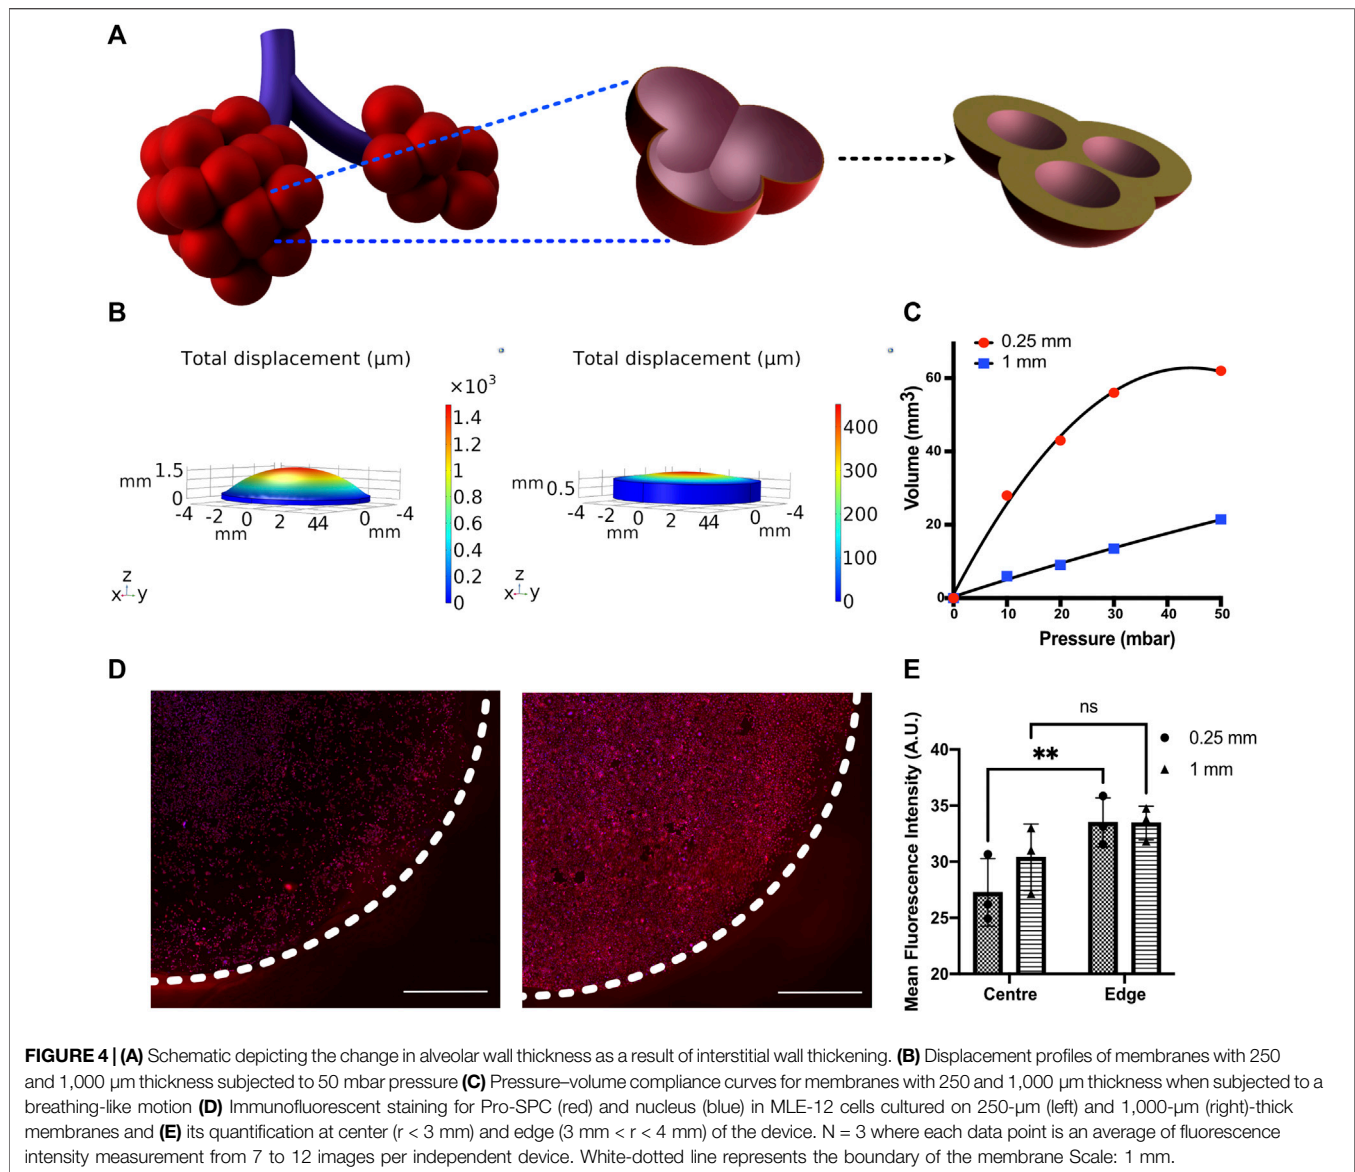 A
B
Total displacement (µm)
×10³
1.4
1.2
1
0.8
0.6
0.4
0.2
0
1.5
mm
0
-4
-2
0
2
44
0
-4
mm
mm
z
x
y
Total displacement (µm)
400
300
200
100
0
mm
0.5
-4
-2
0
2
44
0
-4
mm
mm
z
x
y
C
0.25 mm
1 mm
Volume (mm3)
60
40
20
0
0
10
20
30
40
50
Pressure (mbar)
D
E
ns
**
0.25 mm
1 mm
Mean Fluorescence Intensity (A.U.)
40
35
30
25
20
Centre
Edge
FIGURE 4 | (A) Schematic depicting the change in alveolar wall thickness as a result of interstitial wall thickening. (B) Displacement profiles of membranes with 250
and 1,000 µm thickness subjected to 50 mbar pressure (C) Pressure–volume compliance curves for membranes with 250 and 1,000 µm thickness when subjected to a
breathing-like motion (D) Immunofluorescent staining for Pro-SPC (red) and nucleus (blue) in MLE-12 cells cultured on 250-µm (left) and 1,000-µm (right)-thick
membranes and (E) its quantification at center (r < 3 mm) and edge (3 mm < r < 4 mm) of the device. N = 3 where each data point is an average of fluorescence
intensity measurement from 7 to 12 images per independent device. White-dotted line represents the boundary of the membrane Scale: 1 mm.